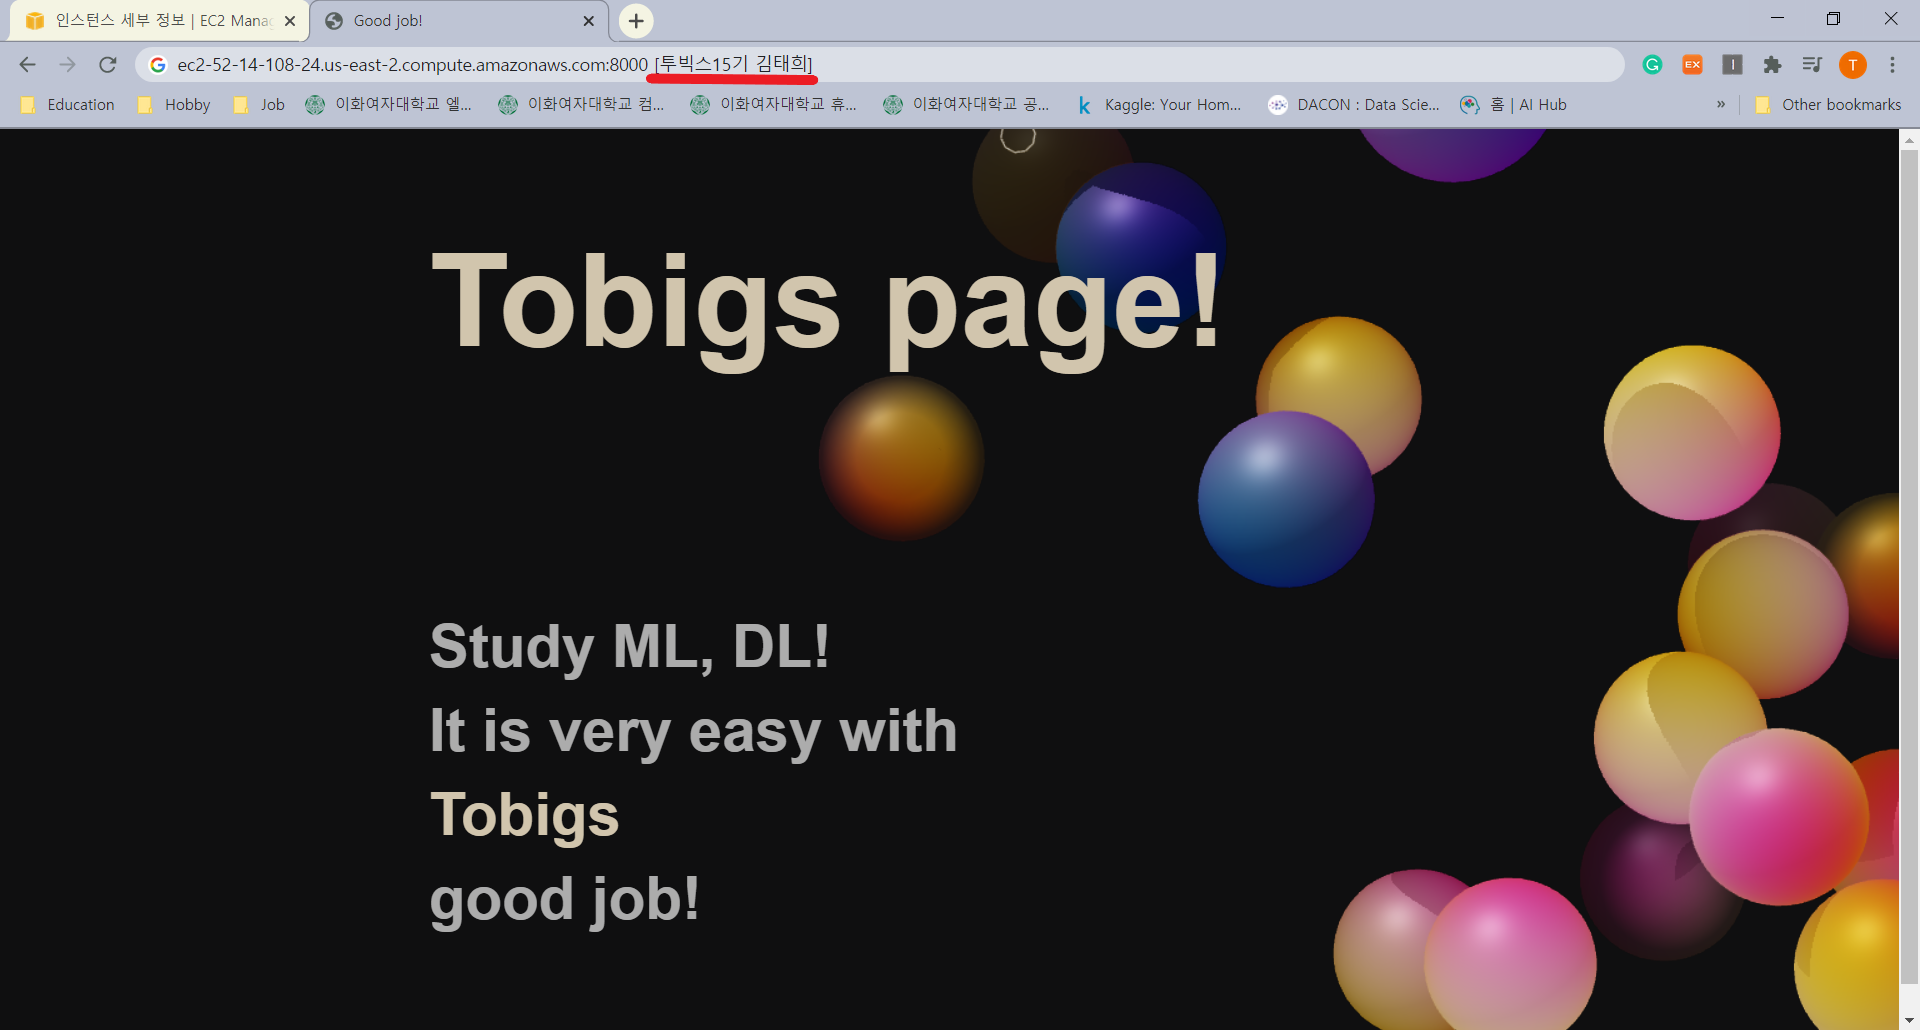 인스턴스 세부 정보 | EC2 Manag
Good job!
ec2-52-14-108-24.us-east-2.compute.amazonaws.com:8000 [투빅스15기 김태희]
EX
T
Education
Hobby
Job
이화여자대학교 엘...
이화여자대학교 컴...
이화여자대학교 휴...
이화여자대학교 공...
Kaggle: Your Hom...
DACON : Data Scie...
홈 | AI Hub
»
Other bookmarks
Tobigs page!
Study ML, DL!
It is very easy with
Tobigs
good job!